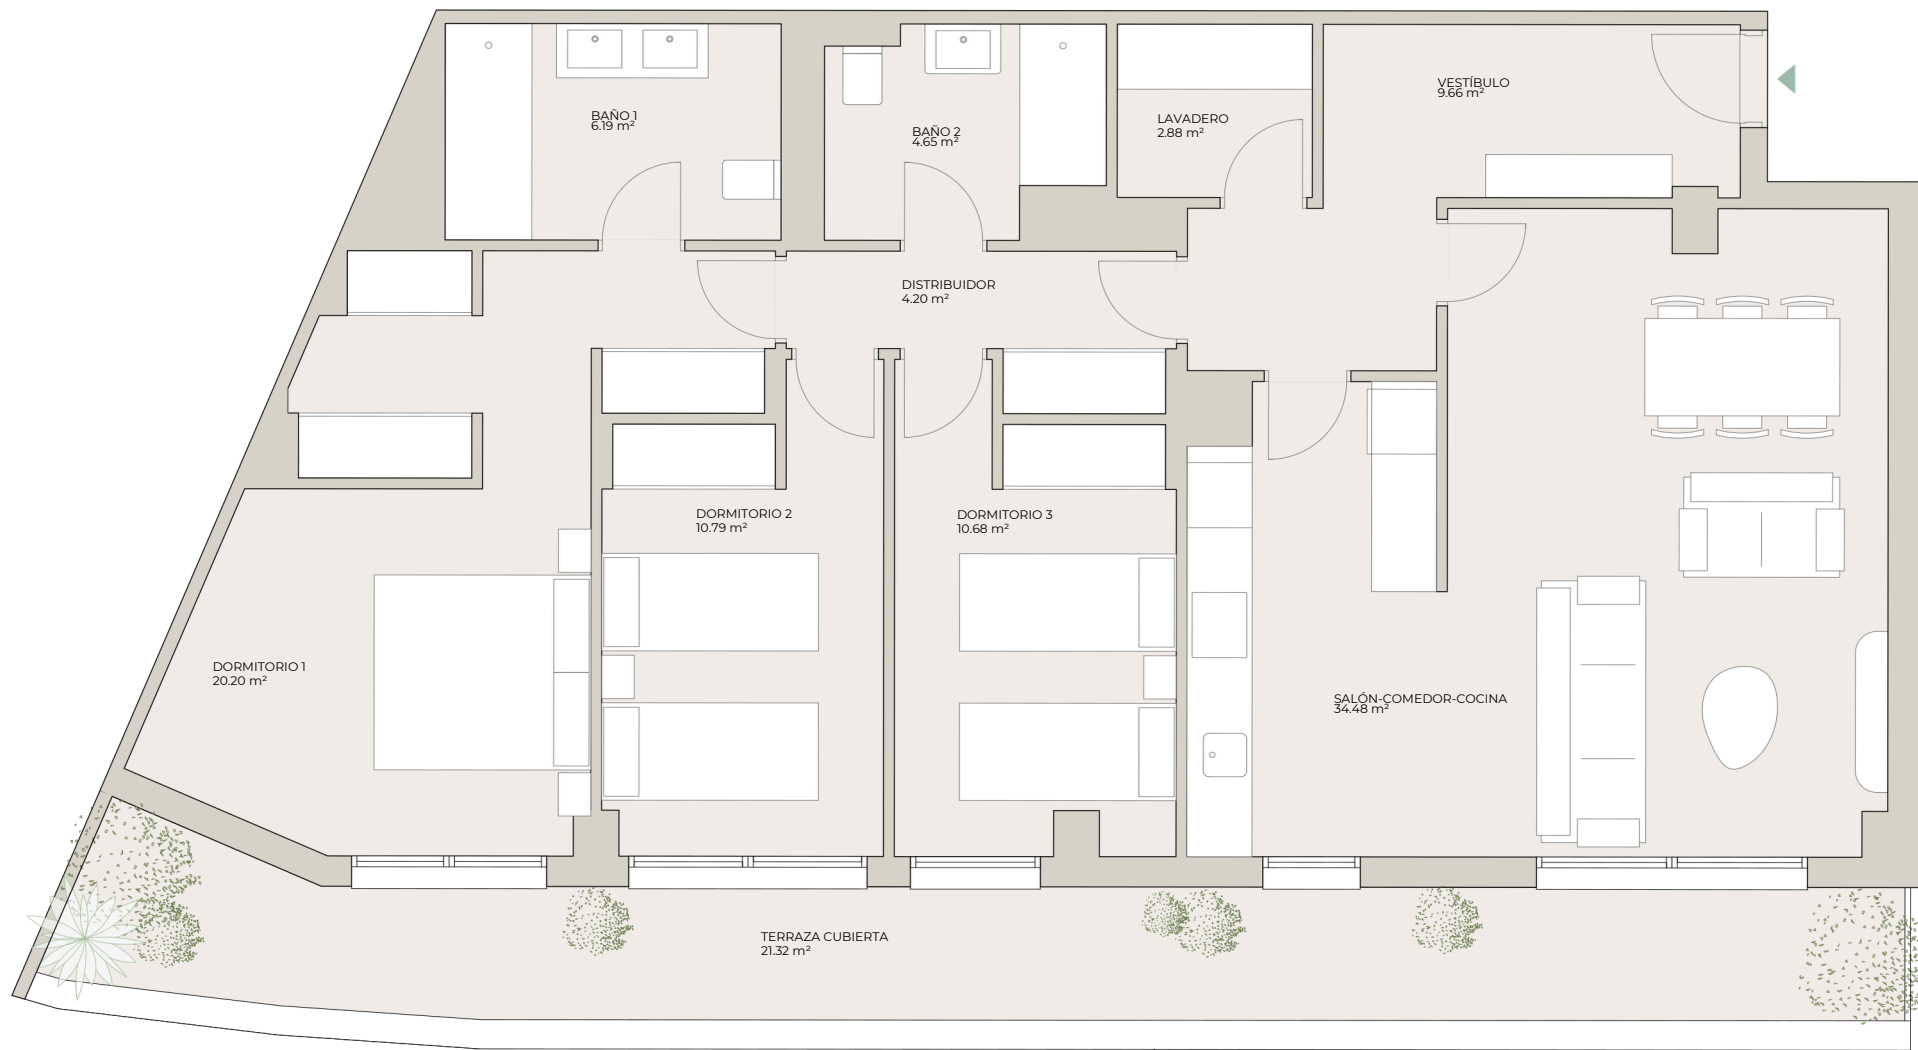 BAÑO 1
6.19 m²
BAÑO 2
4.65 m²
LAVADERO
2.88 m²
VESTÍBULO
9.66 m²
DISTRIBUIDOR
4.20 m²
DORMITORIO 1
20.20 m²
DORMITORIO 2
10.79 m²
DORMITORIO 3
10.68 m²
SALÓN-COMEDOR-COCINA
34.48 m²
TERRAZA CUBIERTA
21.32 m²